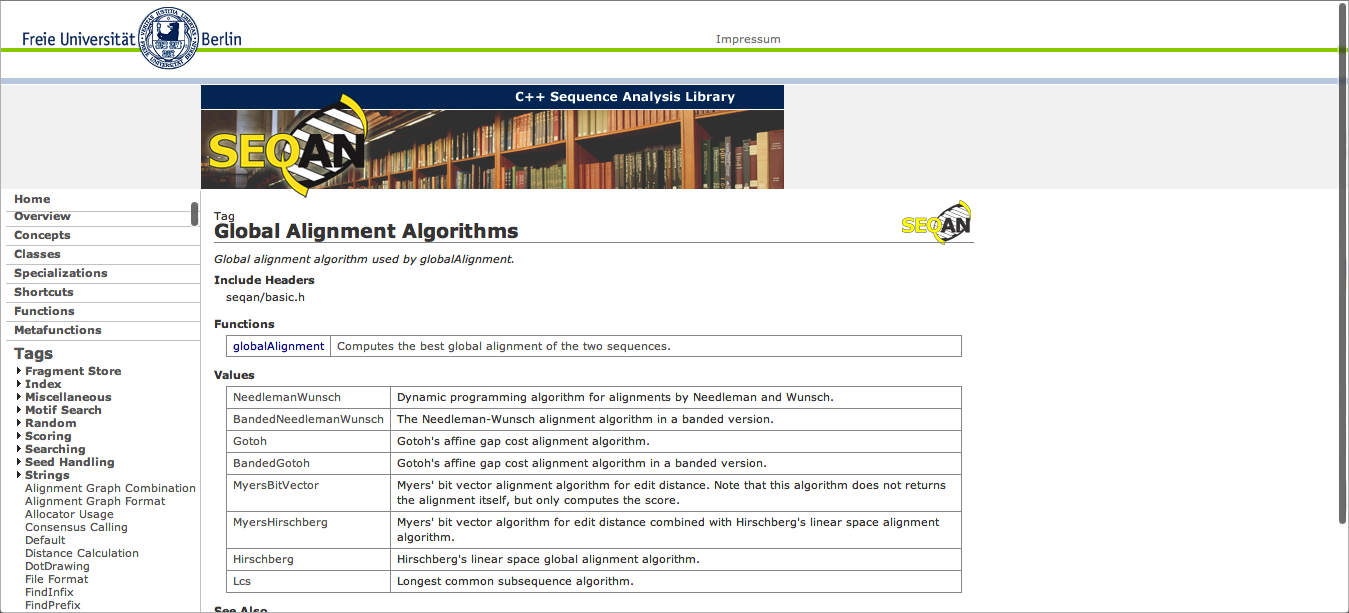 Freie Universität Berlin
Impressum
C++ Sequence Analysis Library
SEQAN
Home
Overview
Concepts
Classes
Specializations
Shortcuts
Functions
Metafunctions
Tags
Fragment Store
Index
Miscellaneous
Motif Search
Random
Scoring
Searching
Seed Handling
Strings
Alignment Graph Combination
Alignment Graph Format
Allocator Usage
Consensus Calling
Default
Distance Calculation
DotDrawing
File Format
FindInfix
FindPrefix
Tag
Global Alignment Algorithms
SEQAN
Global alignment algorithm used by globalAlignment.
Include Headers
seqan/basic.h
Functions
globalAlignment Computes the best global alignment of the two sequences.
Values
NeedlemanWunsch Dynamic programming algorithm for alignments by Needleman and Wunsch.
BandedNeedlemanWunsch The Needleman-Wunsch alignment algorithm in a banded version.
Gotoh Gotoh's affine gap cost alignment algorithm.
BandedGotoh Gotoh's affine gap cost alignment algorithm in a banded version.
MyersBitVector Myers' bit vector alignment algorithm for edit distance. Note that this algorithm does not returns
the alignment itself, but only computes the score.
MyersHirschberg Myers' bit vector algorithm for edit distance combined with Hirschberg's linear space alignment
algorithm.
Hirschberg Hirschberg's linear space global alignment algorithm.
Lcs Longest common subsequence algorithm.
See Also